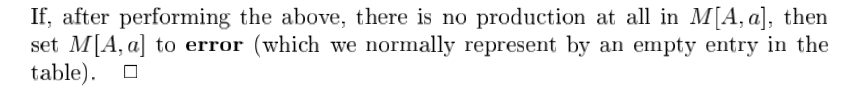 If, after performing the above, there is no production at all in M[A, a], then
set M[A, a] to error (which we normally represent by an empty entry in the
table). □